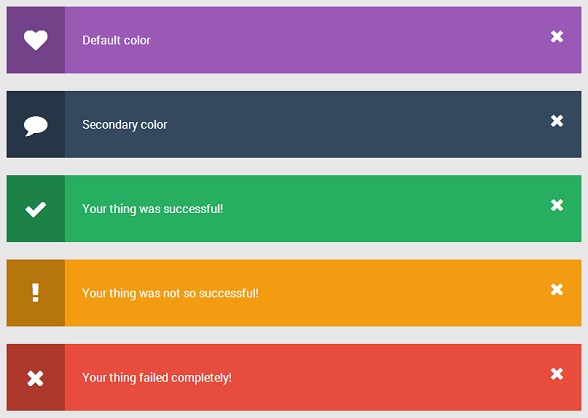 Default color
Secondary color
Your thing was successful!
Your thing was not so successful!
Your thing failed completely!